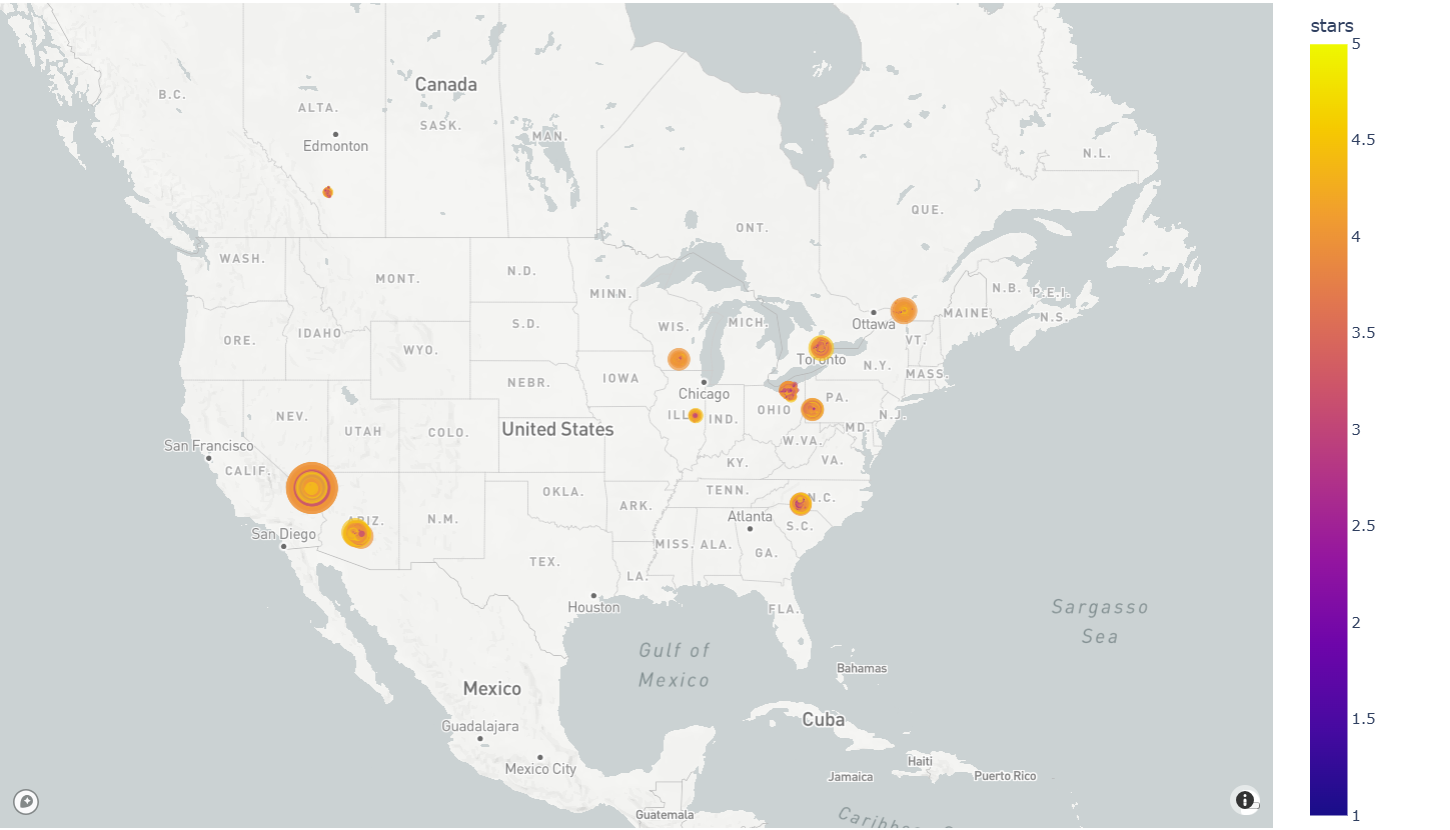 stars
5
4.5
4
3.5
3
2.5
2
1.5
1
Canada
B.C.
ALTA.
SASK.
MAN.
Edmonton
N.L.
QUE.
ONT.
WASH.
MONT.
N.D.
MINN.
N.B.
P.E.I.
N.S.
MAINE
Ottawa
VT.
ORE.
IDAHO
S.D.
WIS.
MICH.
WYO.
Toronto
N.Y.
MASS.
NEBR.
IOWA
Chicago
PA.
NEV.
ILL
IND.
OHIO
N.J.
UTAH
COLO.
United States
MD.
San Francisco
W.VA.
CALIF.
KY.
VA.
OKLA.
TENN.
N.C.
ARK.
Atlanta
S.C.
N.M.
ARIZ.
San Diego
MISS.
ALA.
GA.
TEX.
LA.
Houston
FLA.
Sargasso
Sea
Gulf of
Mexico
Bahamas
Mexico
Cuba
Guadalajara
Haiti
Mexico City
Jamaica
Puerto Rico
Guatemala